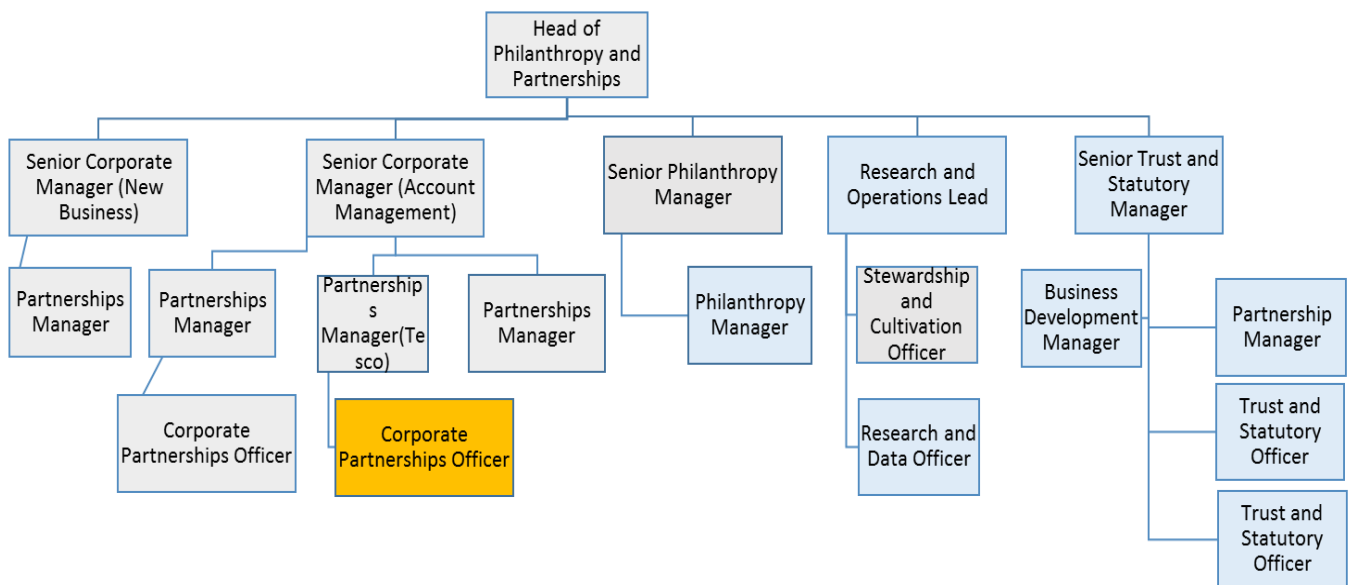 Head of
Philanthropy and
Partnerships
Senior Corporate
Manager (New
Business)
Senior Corporate
Manager (Account
Management)
Senior Philanthropy
Manager
Research and
Operations Lead
Senior Trust and
Statutory
Manager
Partnerships
Manager
Partnerships
Manager
Partnership
s
Manager(Te
sco)
Partnerships
Manager
Philanthropy
Manager
Stewardship
and
Cultivation
Officer
Business
Development
Manager
Partnership
Manager
Corporate
Partnerships Officer
Corporate
Partnerships Officer
Research and
Data Officer
Trust and
Statutory
Officer
Trust and
Statutory
Officer